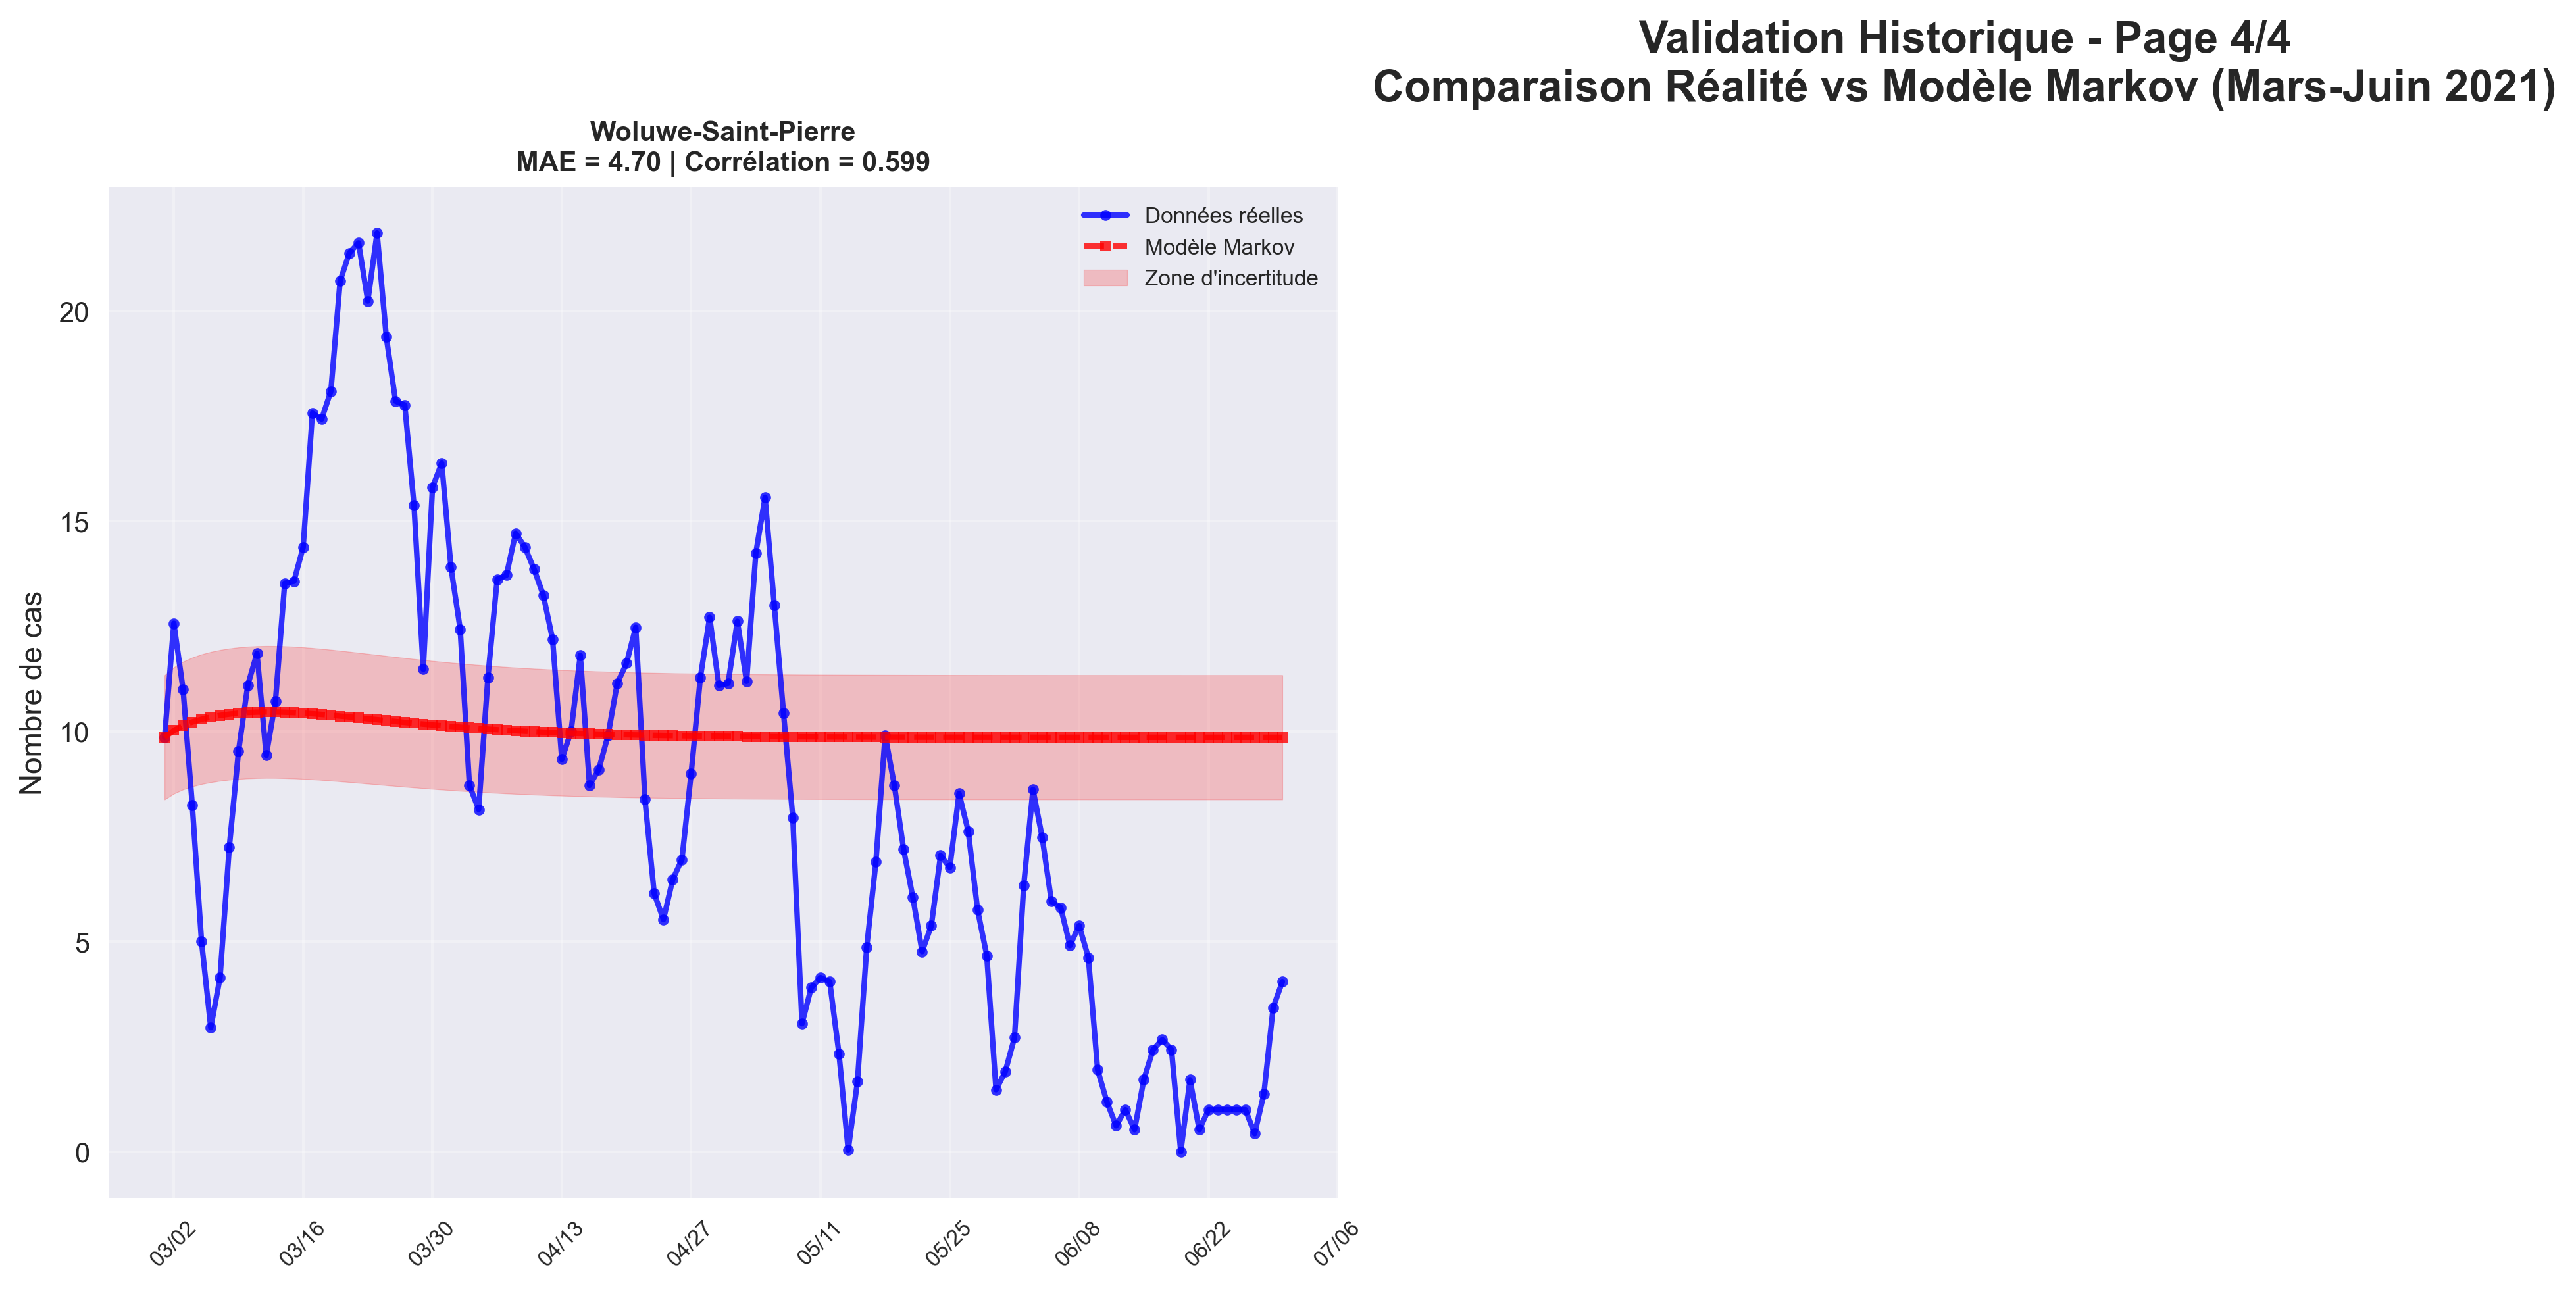 Validation Historique - Page 4/4
Comparaison Réalité vs Modèle Markov (Mars-Juin 2021)
Woluwe-Saint-Pierre
MAE = 4.70 | Corrélation = 0.599
Données réelles
Modèle Markov
Zone d'incertitude
Nombre de cas
20
15
10
5
0
03/02
03/16
03/30
04/13
04/27
05/11
05/25
06/08
06/22
07/06